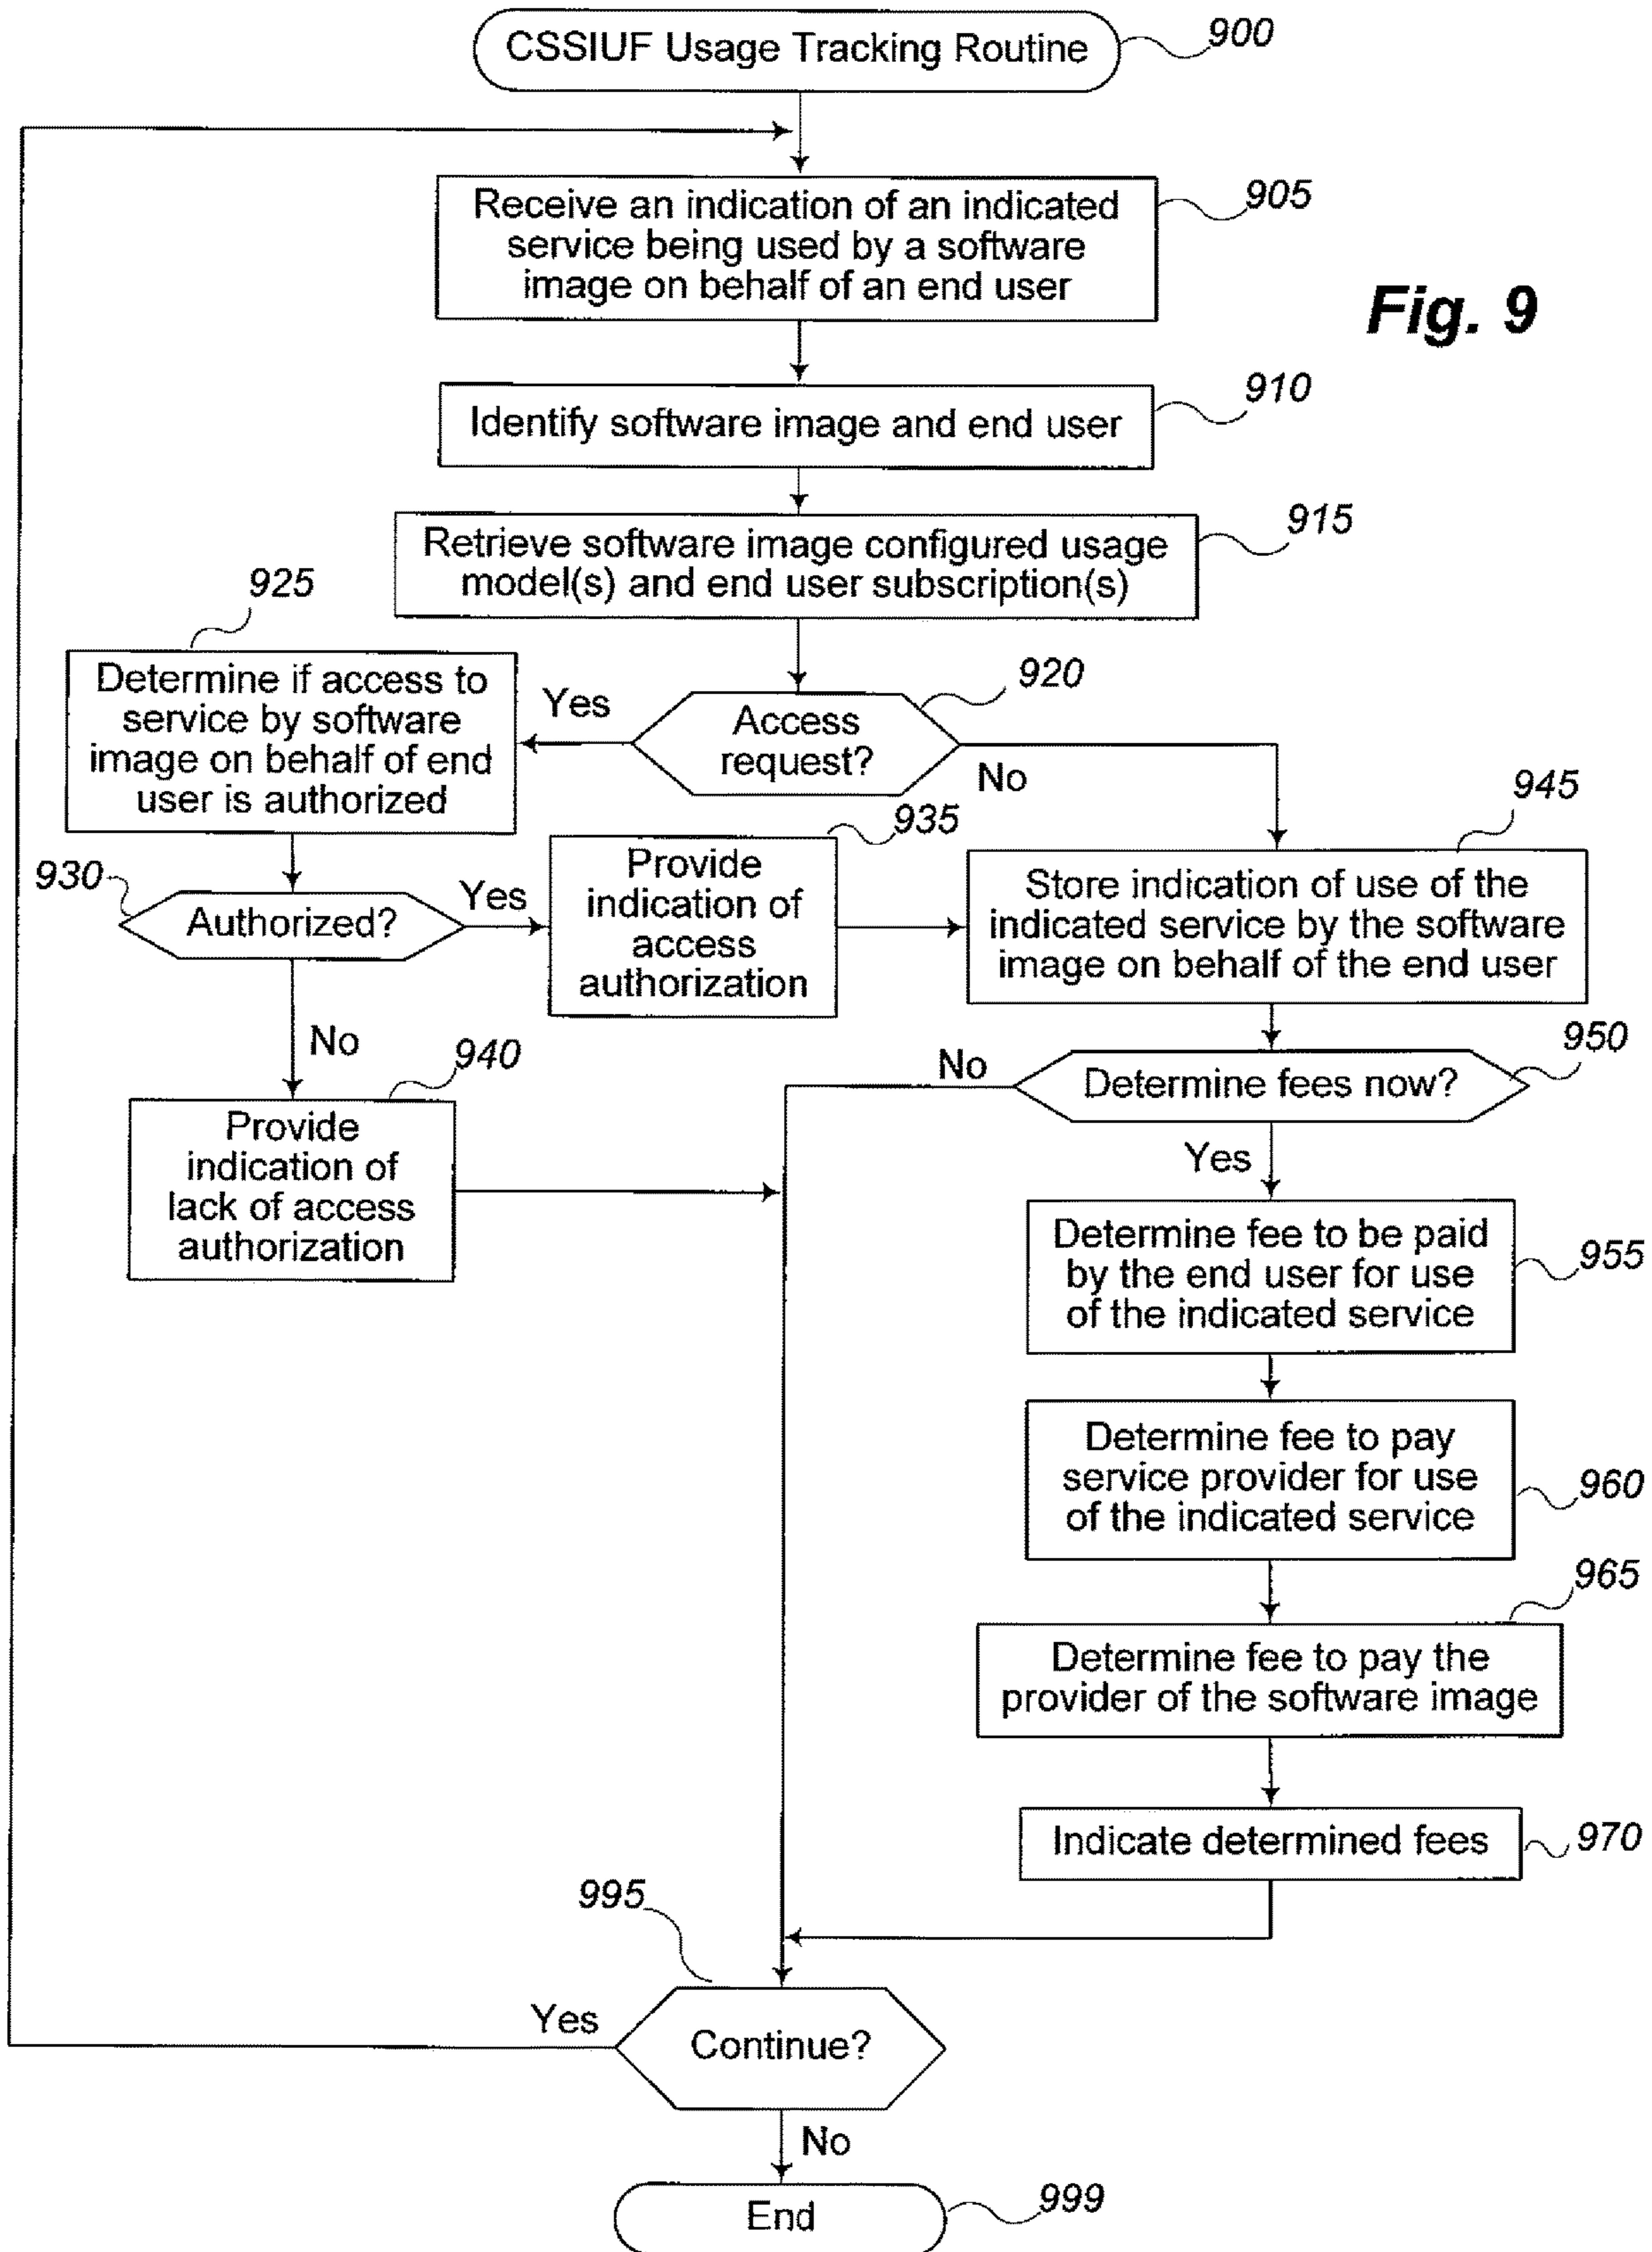 CSSIUF Usage Tracking Routine
900
Receive an indication of an indicated
service being used by a software
image on behalf of an end user
905
Fig. 9
Identify software image and end user
910
Retrieve software image configured usage
model(s) and end user subscription(s)
915
Access
request?
920
Yes
No
Determine if access to
service by software
image on behalf of end
user is authorized
925
Authorized?
930
Yes
No
Provide
indication of
access
authorization
935
Store indication of use of the
indicated service by the software
image on behalf of the end user
945
Provide
indication of
lack of access
authorization
940
Determine fees now?
950
No
Yes
Determine fee to be paid
by the end user for use
of the indicated service
955
Determine fee to pay
service provider for use
of the indicated service
960
Determine fee to pay the
provider of the software image
965
Indicate determined fees
970
995
Continue?
Yes
No
End
999